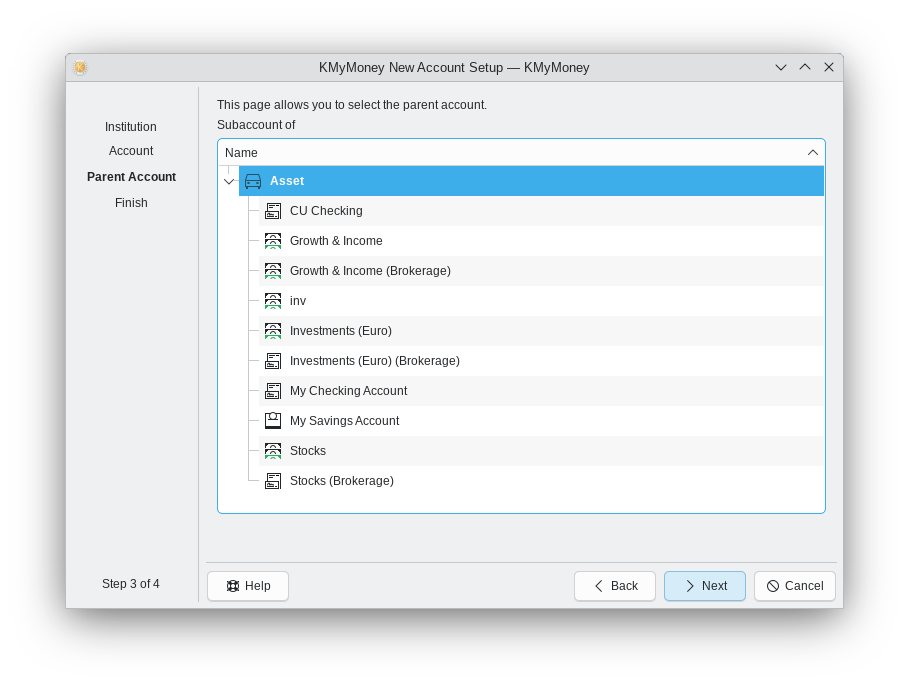 KMyMoney New Account Setup — KMyMoney
Institution
Account
Parent Account
Finish
Step 3 of 4
This page allows you to select the parent account.
Subaccount of
Name
Asset
CU Checking
Growth & Income
Growth & Income (Brokerage)
inv
Investments (Euro)
Investments (Euro) (Brokerage)
My Checking Account
My Savings Account
Stocks
Stocks (Brokerage)
Help
Back
Next
Cancel